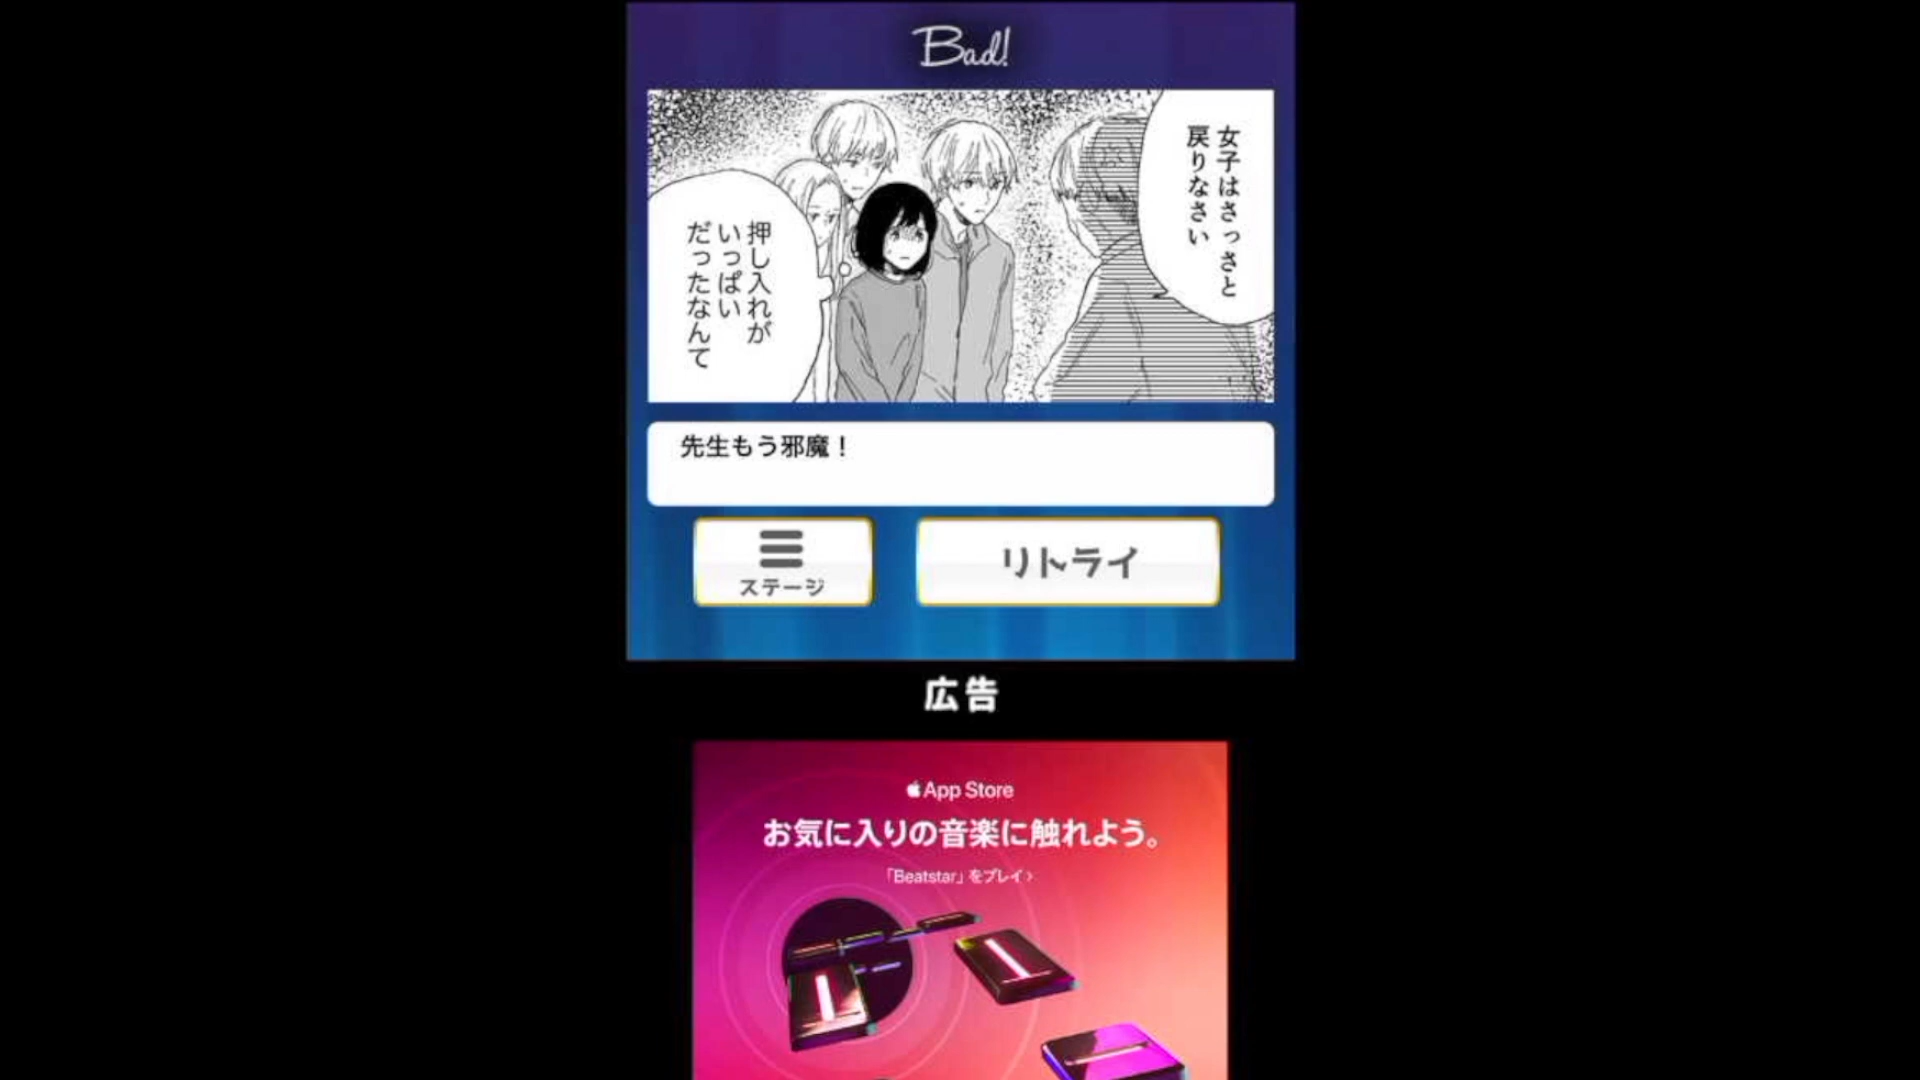 Bad!
女子はさっさと
戻りなさい
押し入れが
いっぱい
だったなんて
先生もう邪魔！
ステージ
リトライ
広告
App Store
お気に入りの音楽に触れよう。
「Beatstar」をプレイ›